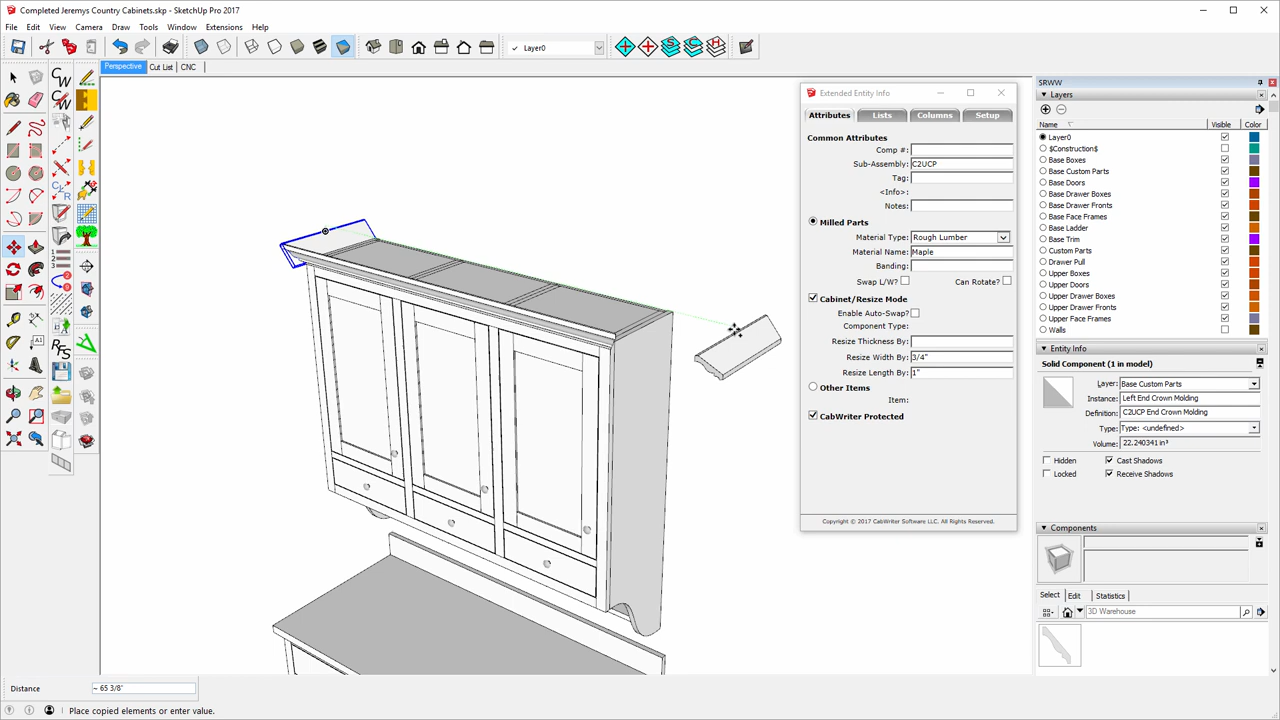 Completed Jeremys Country Cabinets.skp - SketchUp Pro 2017
File Edit View Camera Draw Tools Window Extensions Help
Layer0
Perspective Cut List CNC
Extended Entity Info
Attributes Lists Columns Setup
Common Attributes
Comp #:
Sub-Assembly: C2UCP
Tag:
<Info>:
Notes:
Milled Parts
Material Type: Rough Lumber
Material Name: Maple
Banding:
Swap L/W? Can Rotate?
Cabinet/Resize Mode
Enable Auto-Swap?
Component Type:
Resize Thickness By:
Resize Width By: 3/4"
Resize Length By: 1"
Other Items
Item:
CabWriter Protected
Copyright © 2017 CabWriter Software LLC. All Rights Reserved.
SRWW
Layers
Name Visible Color
Layer0
$Construction$
Base Boxes
Base Custom Parts
Base Doors
Base Drawer Boxes
Base Drawer Fronts
Base Face Frames
Base Ladder
Base Trim
Custom Parts
Drawer Pull
Upper Boxes
Upper Doors
Upper Drawer Boxes
Upper Drawer Fronts
Upper Face Frames
Walls
Entity Info
Solid Component (1 in model)
Layer: Base Custom Parts
Instance: Left End Crown Molding
Definition: C2UCP End Crown Molding
Type: Type: <undefined>
Volume: 22.240341 in³
Hidden Cast Shadows
Locked Receive Shadows
Components
Select Edit Statistics
3D Warehouse
Distance ~ 65 3/8"
Place copied elements or enter value.